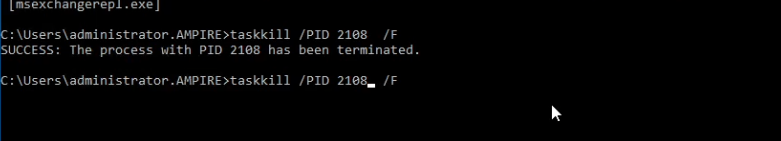 [msexchangerepl.exe]
C:\Users\administrator.AMPIRE>taskkill /PID 2108  /F
SUCCESS: The process with PID 2108 has been terminated.
C:\Users\administrator.AMPIRE>taskkill /PID 2108  /F